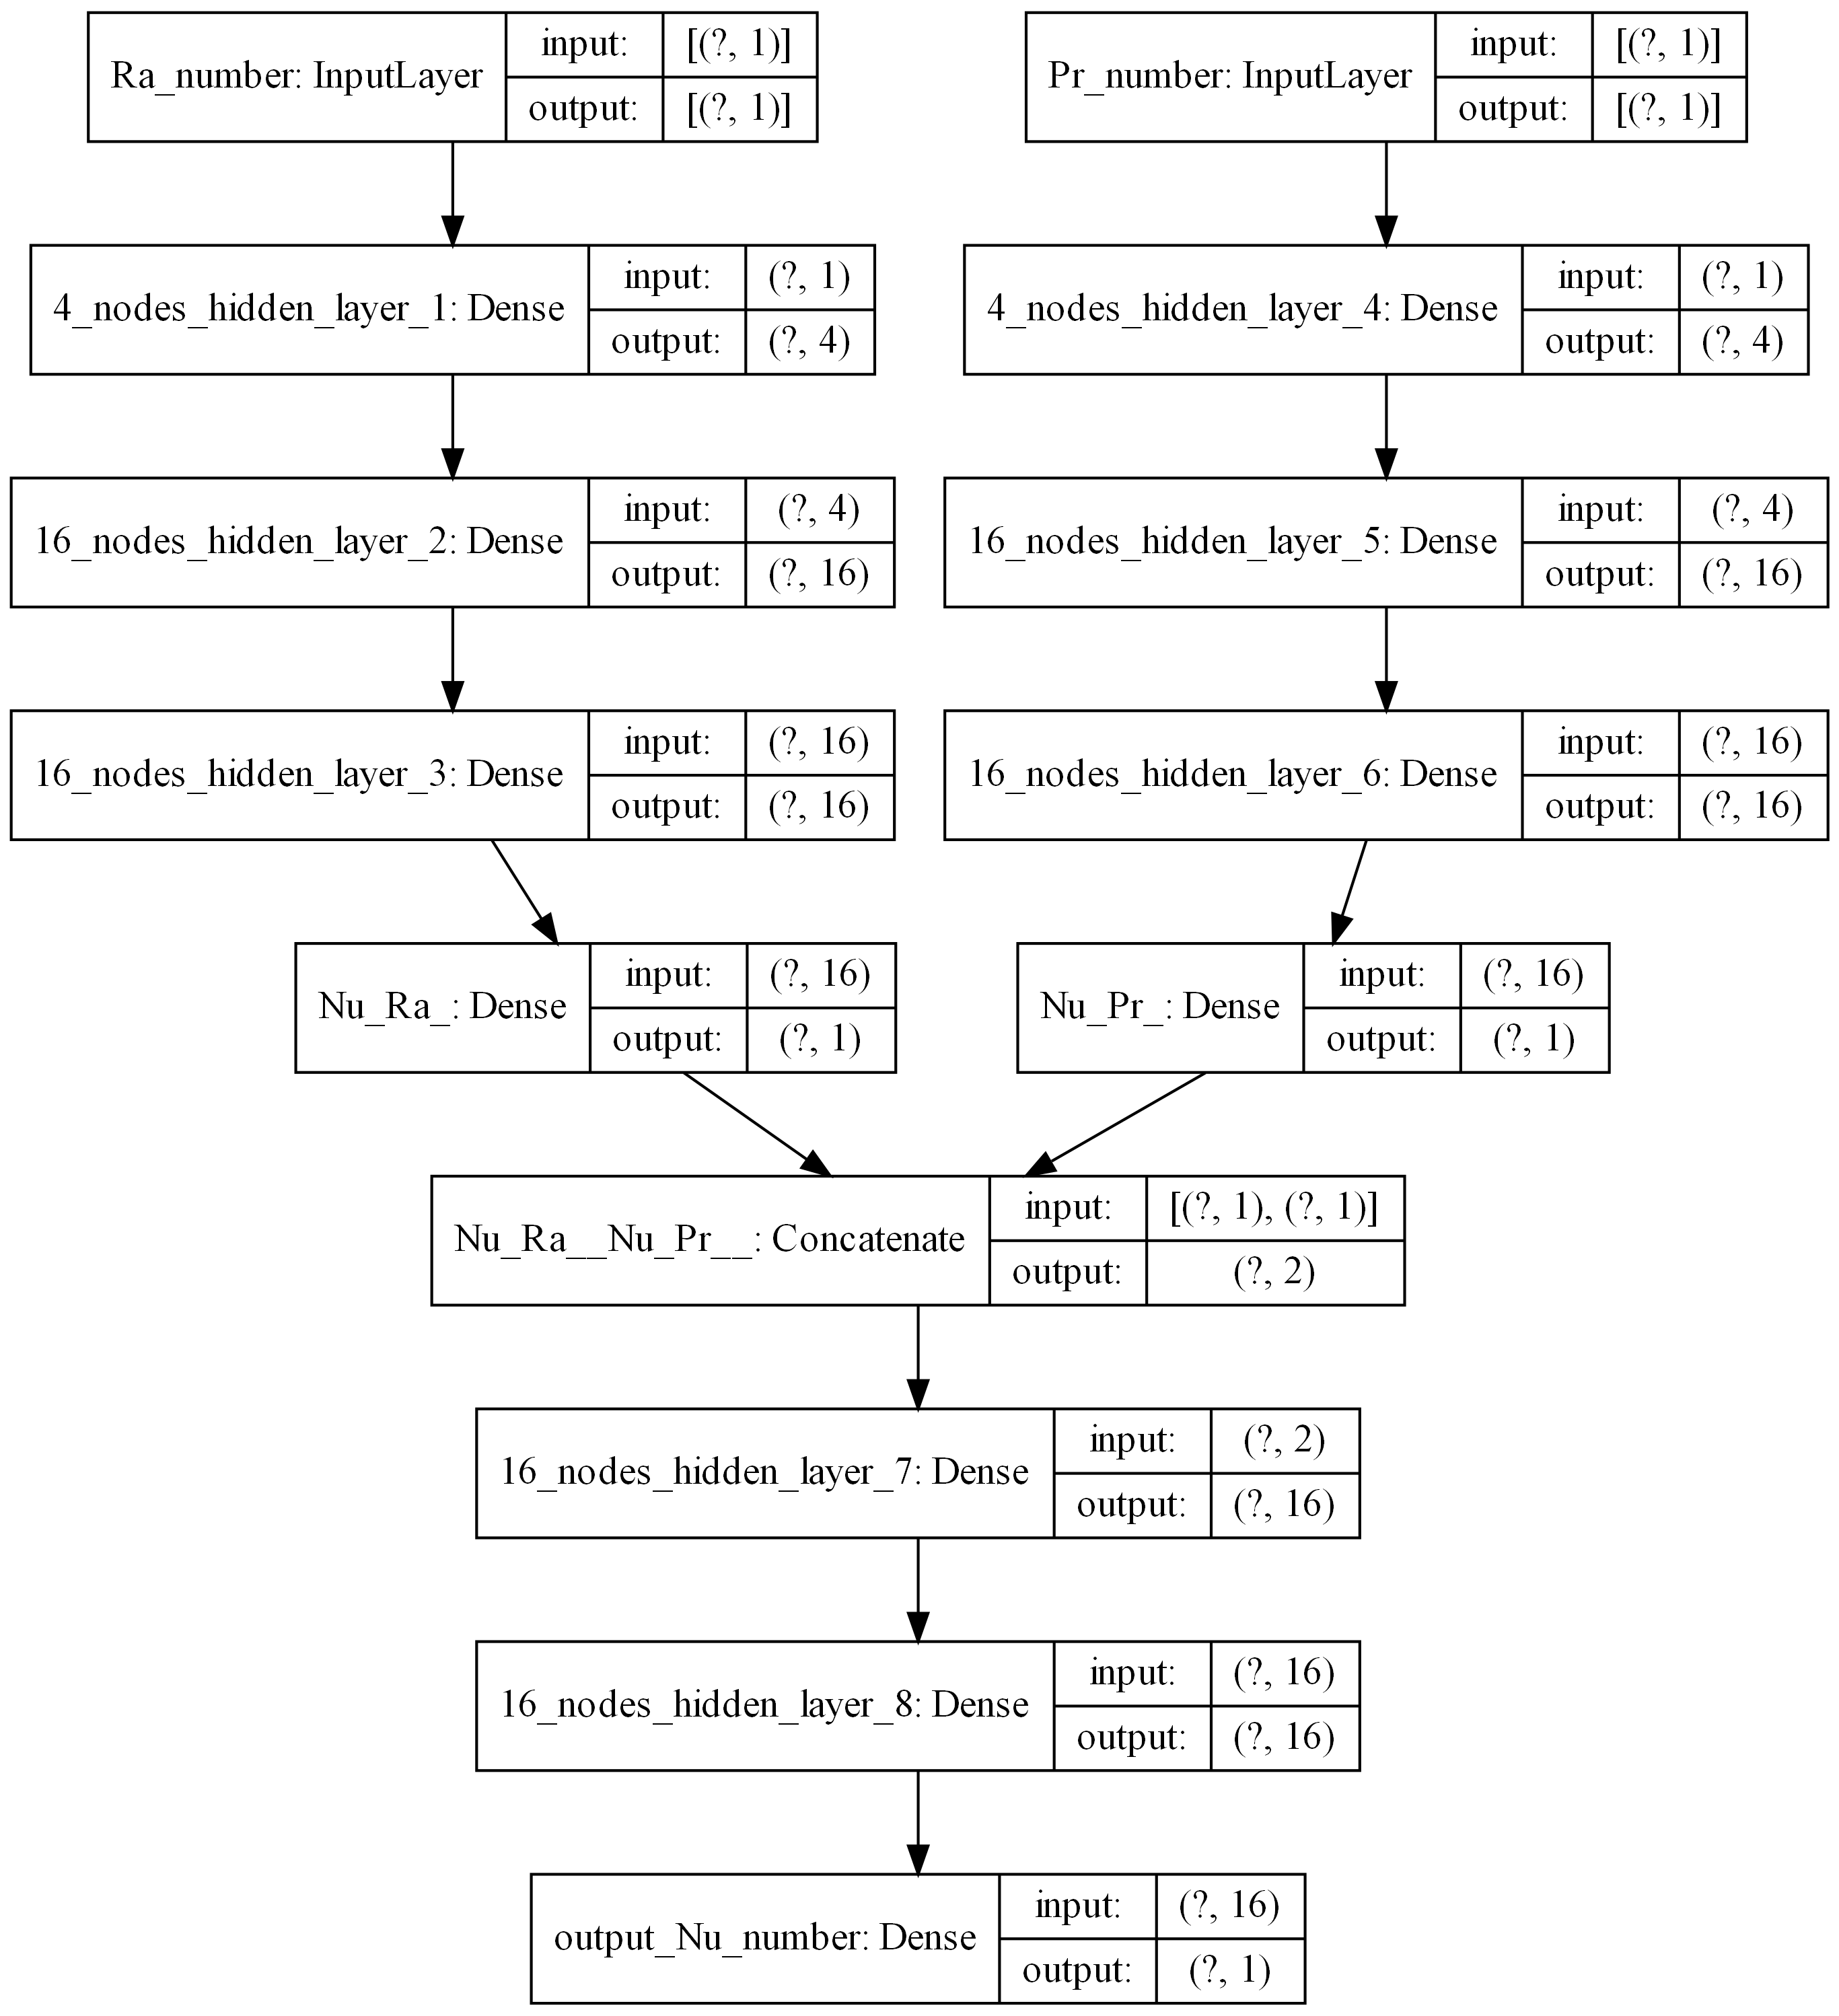 Ra_number: InputLayer
input:
[(?, 1)]
output:
[(?, 1)]
Pr_number: InputLayer
input:
[(?, 1)]
output:
[(?, 1)]
4_nodes_hidden_layer_1: Dense
input:
(?, 1)
output:
(?, 4)
4_nodes_hidden_layer_4: Dense
input:
(?, 1)
output:
(?, 4)
16_nodes_hidden_layer_2: Dense
input:
(?, 4)
output:
(?, 16)
16_nodes_hidden_layer_5: Dense
input:
(?, 4)
output:
(?, 16)
16_nodes_hidden_layer_3: Dense
input:
(?, 16)
output:
(?, 16)
16_nodes_hidden_layer_6: Dense
input:
(?, 16)
output:
(?, 16)
Nu_Ra_: Dense
input:
(?, 16)
output:
(?, 1)
Nu_Pr_: Dense
input:
(?, 16)
output:
(?, 1)
Nu_Ra__Nu_Pr__: Concatenate
input:
[(?, 1), (?, 1)]
output:
(?, 2)
16_nodes_hidden_layer_7: Dense
input:
(?, 2)
output:
(?, 16)
16_nodes_hidden_layer_8: Dense
input:
(?, 16)
output:
(?, 16)
output_Nu_number: Dense
input:
(?, 16)
output:
(?, 1)